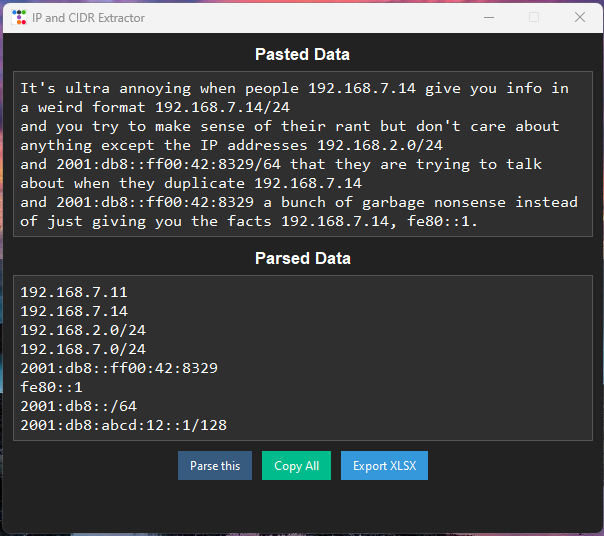 IP and CIDR Extractor
Pasted Data
It's ultra annoying when people 192.168.7.14 give you info in
a weird format 192.168.7.14/24
and you try to make sense of their rant but don't care about
anything except the IP addresses 192.168.2.0/24
and 2001:db8::ff00:42:8329/64 that they are trying to talk
about when they duplicate 192.168.7.14
and 2001:db8::ff00:42:8329 a bunch of garbage nonsense instead
of just giving you the facts 192.168.7.14, fe80::1.
Parsed Data
192.168.7.11
192.168.7.14
192.168.2.0/24
192.168.7.0/24
2001:db8::ff00:42:8329
fe80::1
2001:db8::/64
2001:db8:abcd:12::1/128
Parse this
Copy All
Export XLSX